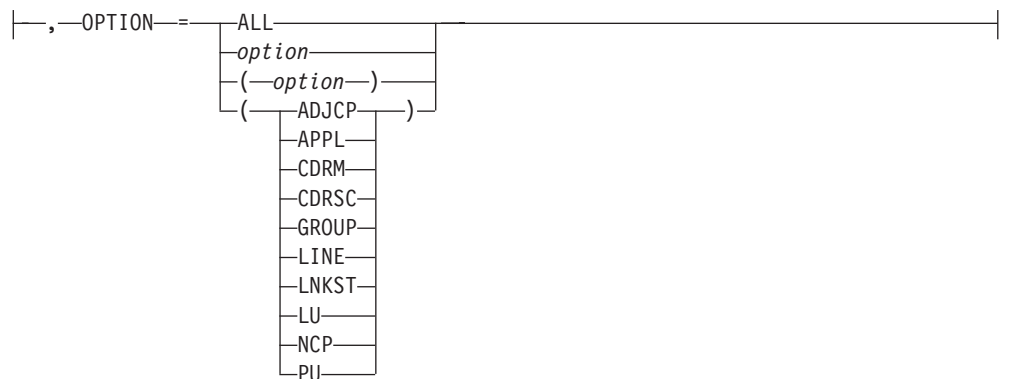 , OPTION = ALL
option
( option )
( ADJCP )
APPL
CDRM
CDRSC
GROUP
LINE
LNKST
LU
NCP
PU